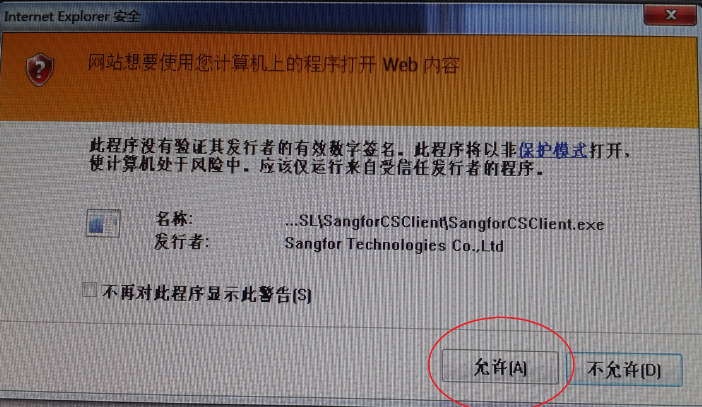 Internet Explorer 安全
网站想要使用您计算机上的程序打开 Web 内容
此程序没有验证其发行者的有效数字签名。此程序将以非保护模式打开，
使计算机处于风险中。应该仅运行来自受信任发行者的程序。
名称: ...SL\SangforCSClient\SangforCSClient.exe
发行者: Sangfor Technologies Co.,Ltd
不再对此程序显示此警告(S)
允许(A) 不允许(D)